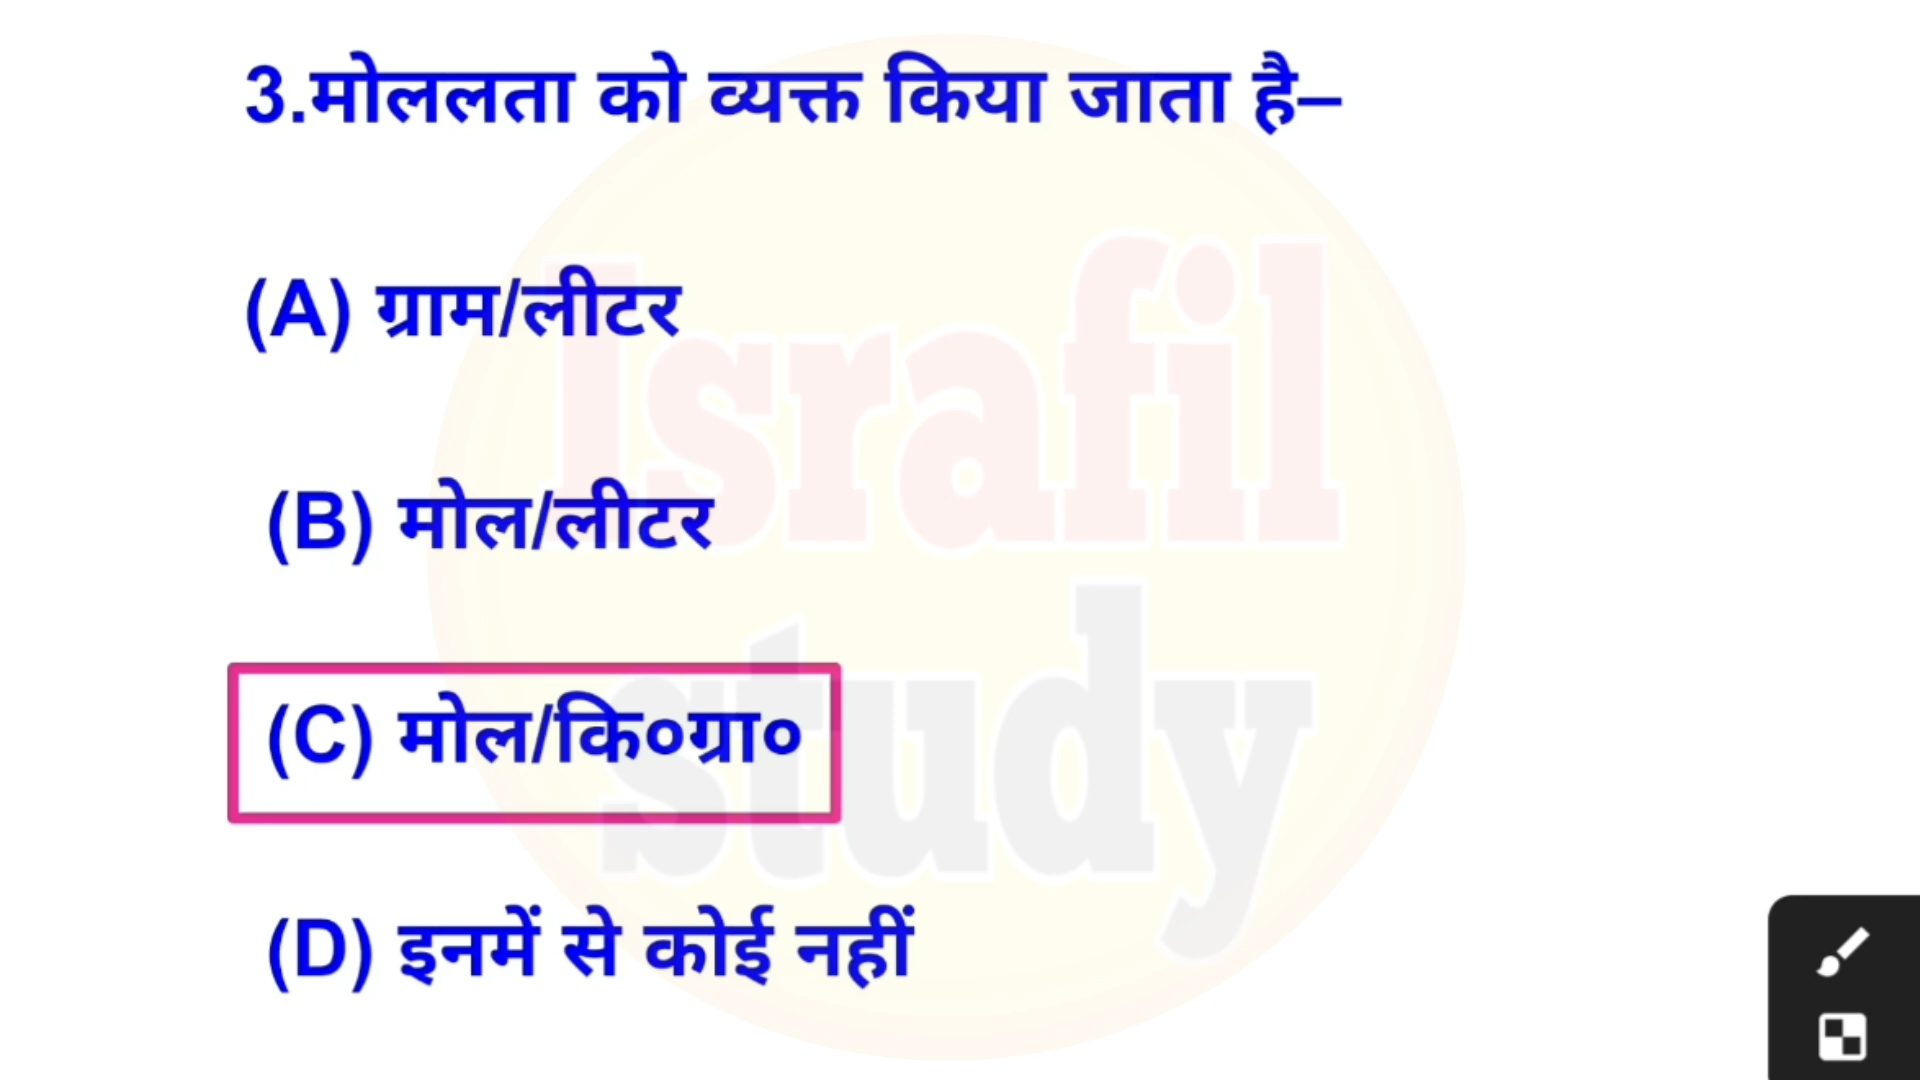 3.मोललता को व्यक्त किया जाता है–
(A) ग्राम/लीटर
(B) मोल/लीटर
(C) मोल/कि०ग्रा०
(D) इनमें से कोई नहीं
Israfil
study